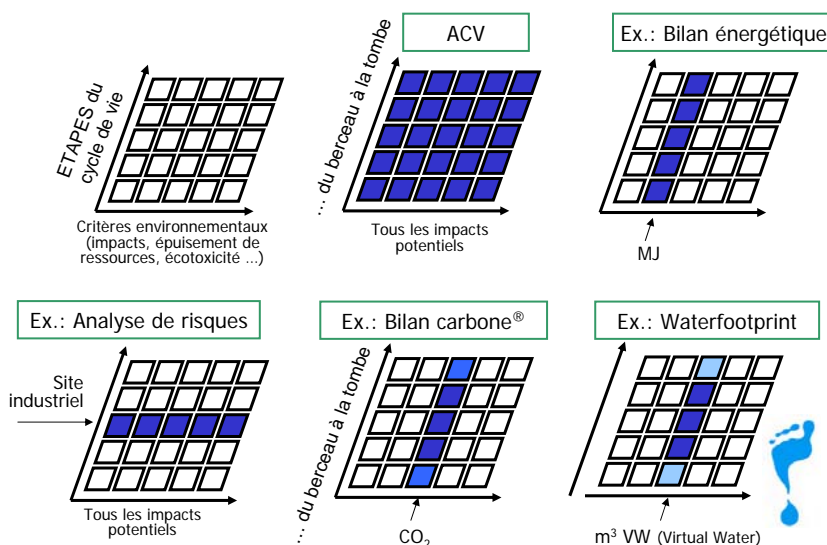 ACV
Ex.: Bilan énergétique
ETAPES du
cycle de vie
Critères environnementaux
(impacts, épuisement de
ressources, écotoxicité ...)
... du berceau à la tombe
Tous les impacts
potentiels
MJ
Ex.: Analyse de risques
Ex.: Bilan carbone®
Ex.: Waterfootprint
Site
industriel
Tous les impacts
potentiels
... du berceau à la tombe
CO₂
m³ VW (Virtual Water)